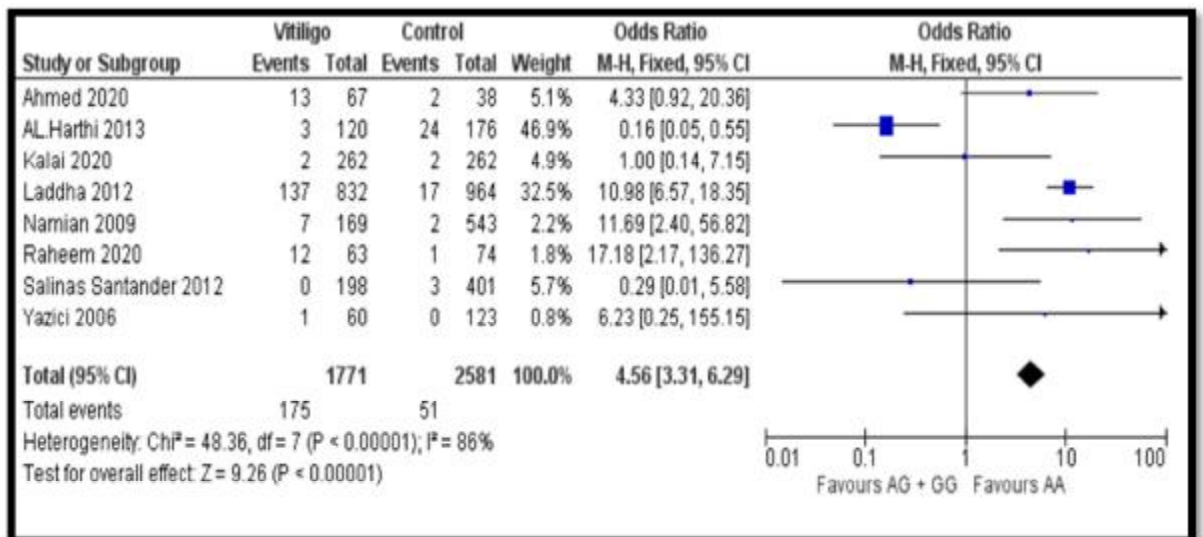 Vitiligo Control Odds Ratio Odds Ratio
Study or Subgroup Events Total Events Total Weight M-H, Fixed, 95% CI M-H, Fixed, 95% CI
Ahmed 2020 13 67 2 38 5.1% 4.33 [0.92, 20.36]
AL.Harthi 2013 3 120 24 176 46.9% 0.16 [0.05, 0.55]
Kalai 2020 2 262 2 262 4.9% 1.00 [0.14, 7.15]
Laddha 2012 137 832 17 964 32.5% 10.98 [6.57, 18.35]
Namian 2009 7 169 2 543 2.2% 11.69 [2.40, 56.82]
Raheem 2020 12 63 1 74 1.8% 17.18 [2.17, 136.27]
Salinas Santander 2012 0 198 3 401 5.7% 0.29 [0.01, 5.58]
Yazici 2006 1 60 0 123 0.8% 6.23 [0.25, 155.15]
Total (95% CI) 1771 2581 100.0% 4.56 [3.31, 6.29]
Total events 175 51
Heterogeneity: Chi² = 48.36, df = 7 (P < 0.00001); I² = 86%
Test for overall effect: Z = 9.26 (P < 0.00001)
0.01 0.1 1 10 100
Favours AG + GG Favours AA